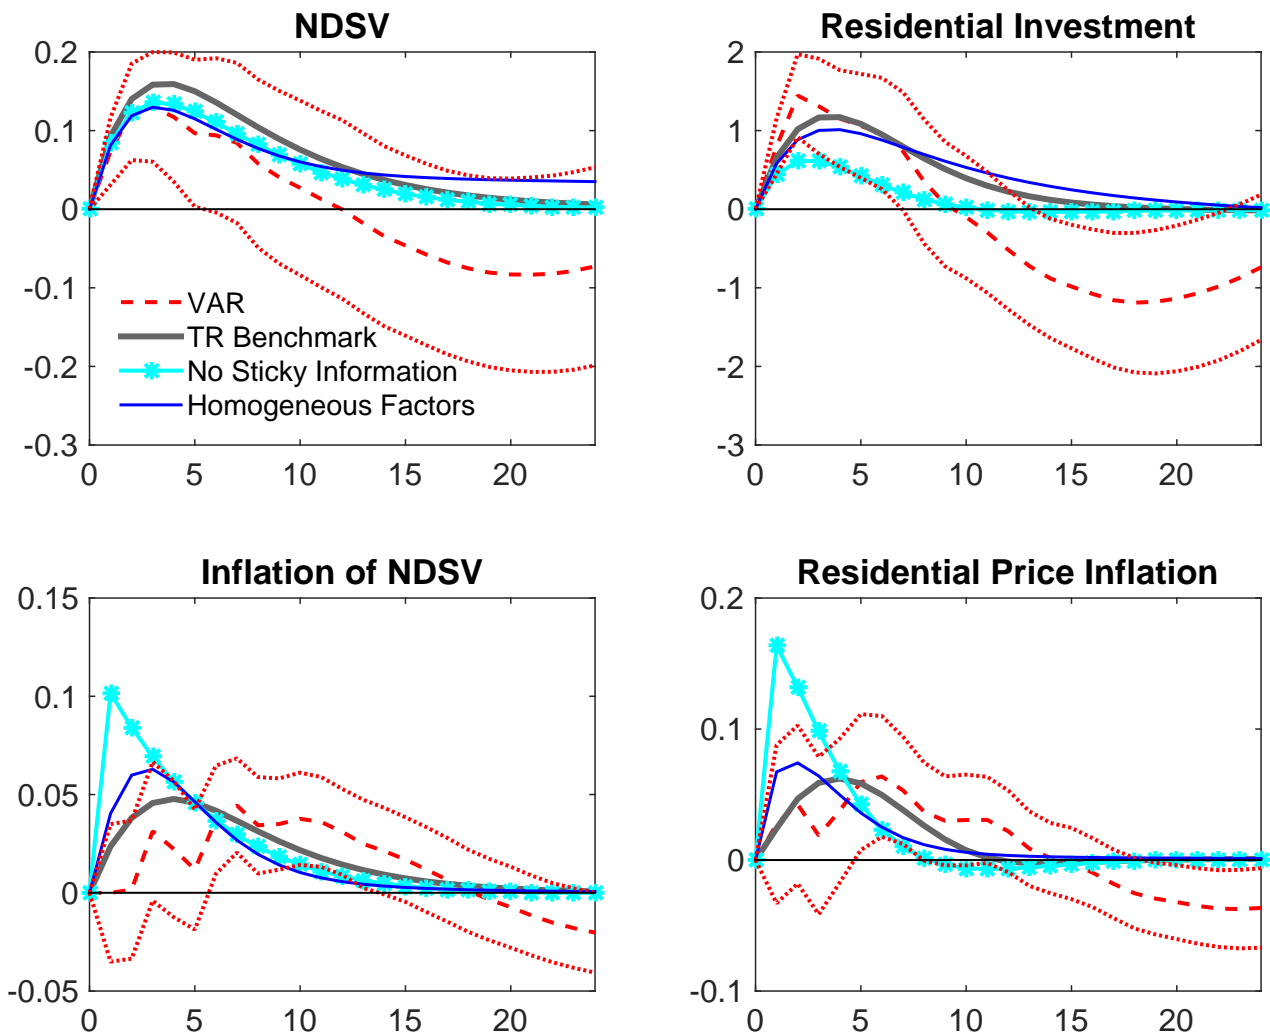 NDSV
0.2
0.1
0
-0.1
-0.2
-0.3
0 5 10 15 20
VAR
TR Benchmark
No Sticky Information
Homogeneous Factors
Residential Investment
2
1
0
-1
-2
-3
0 5 10 15 20
Inflation of NDSV
0.15
0.1
0.05
0
-0.05
0 5 10 15 20
Residential Price Inflation
0.2
0.1
0
-0.1
0 5 10 15 20